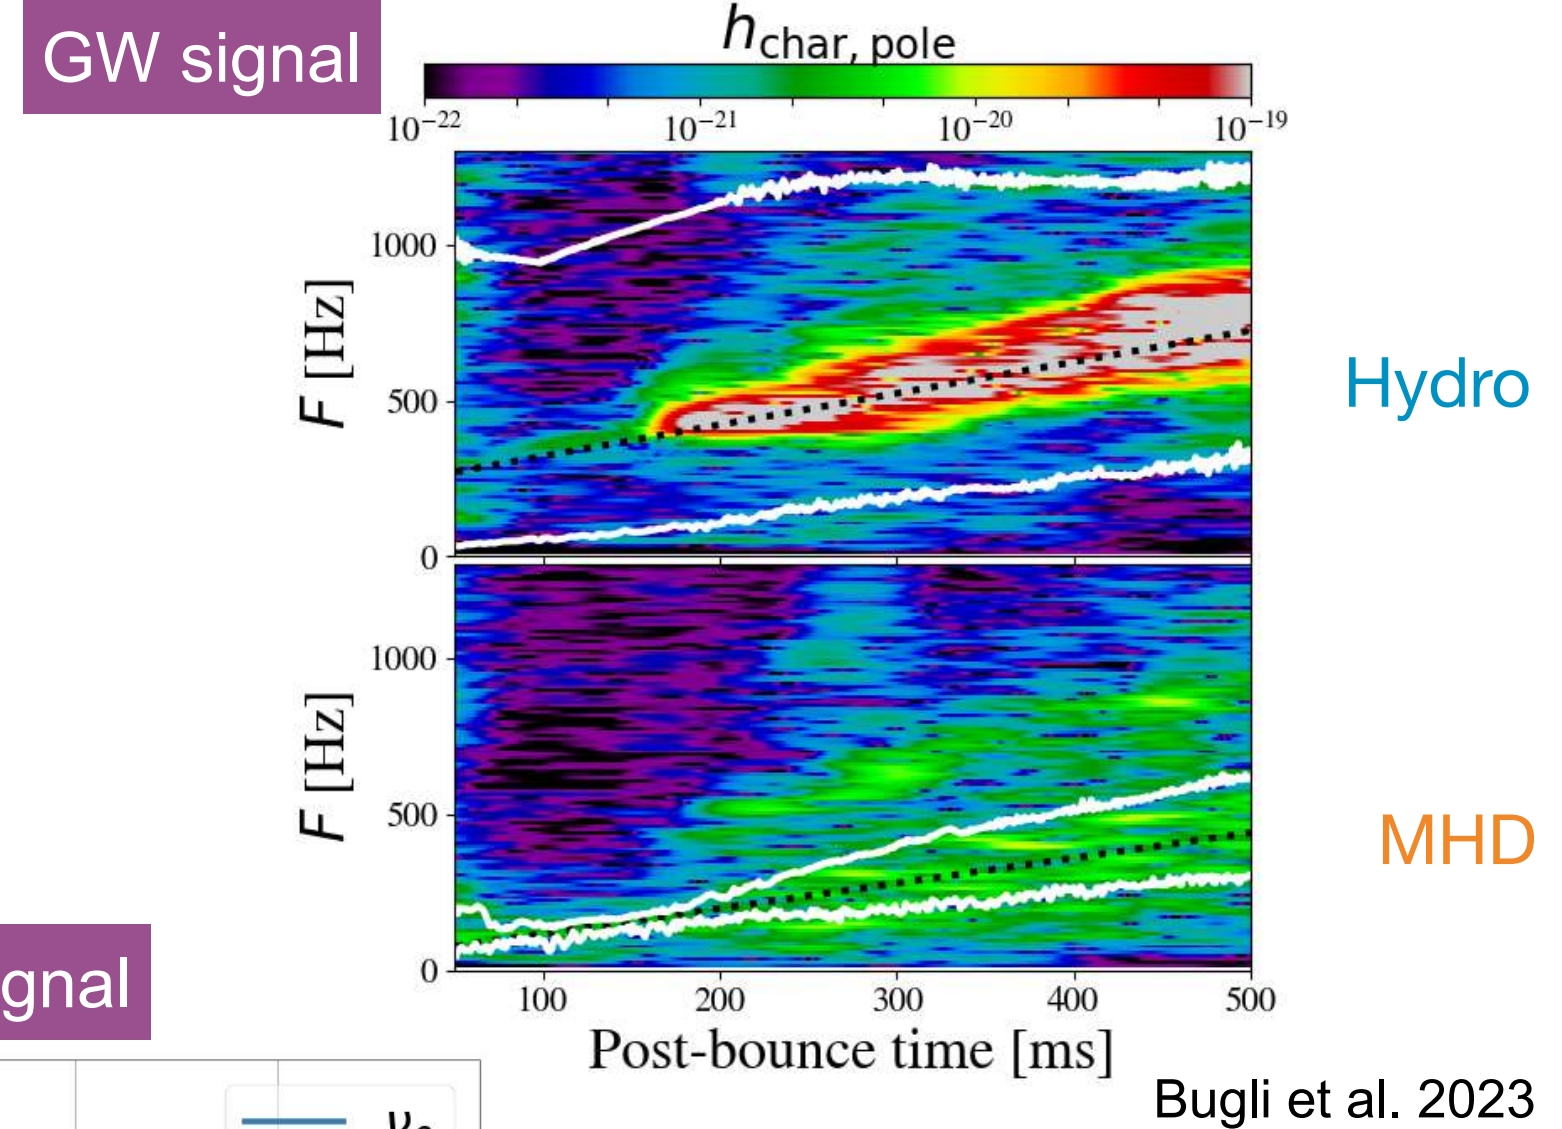 GW signal
h_char, pole
10⁻²² 10⁻²¹ 10⁻²⁰ 10⁻¹⁹
F [Hz]
1000
500
0
Hydro
F [Hz]
1000
500
0
MHD
100 200 300 400 500
Post-bounce time [ms]
gnal
Bugli et al. 2023